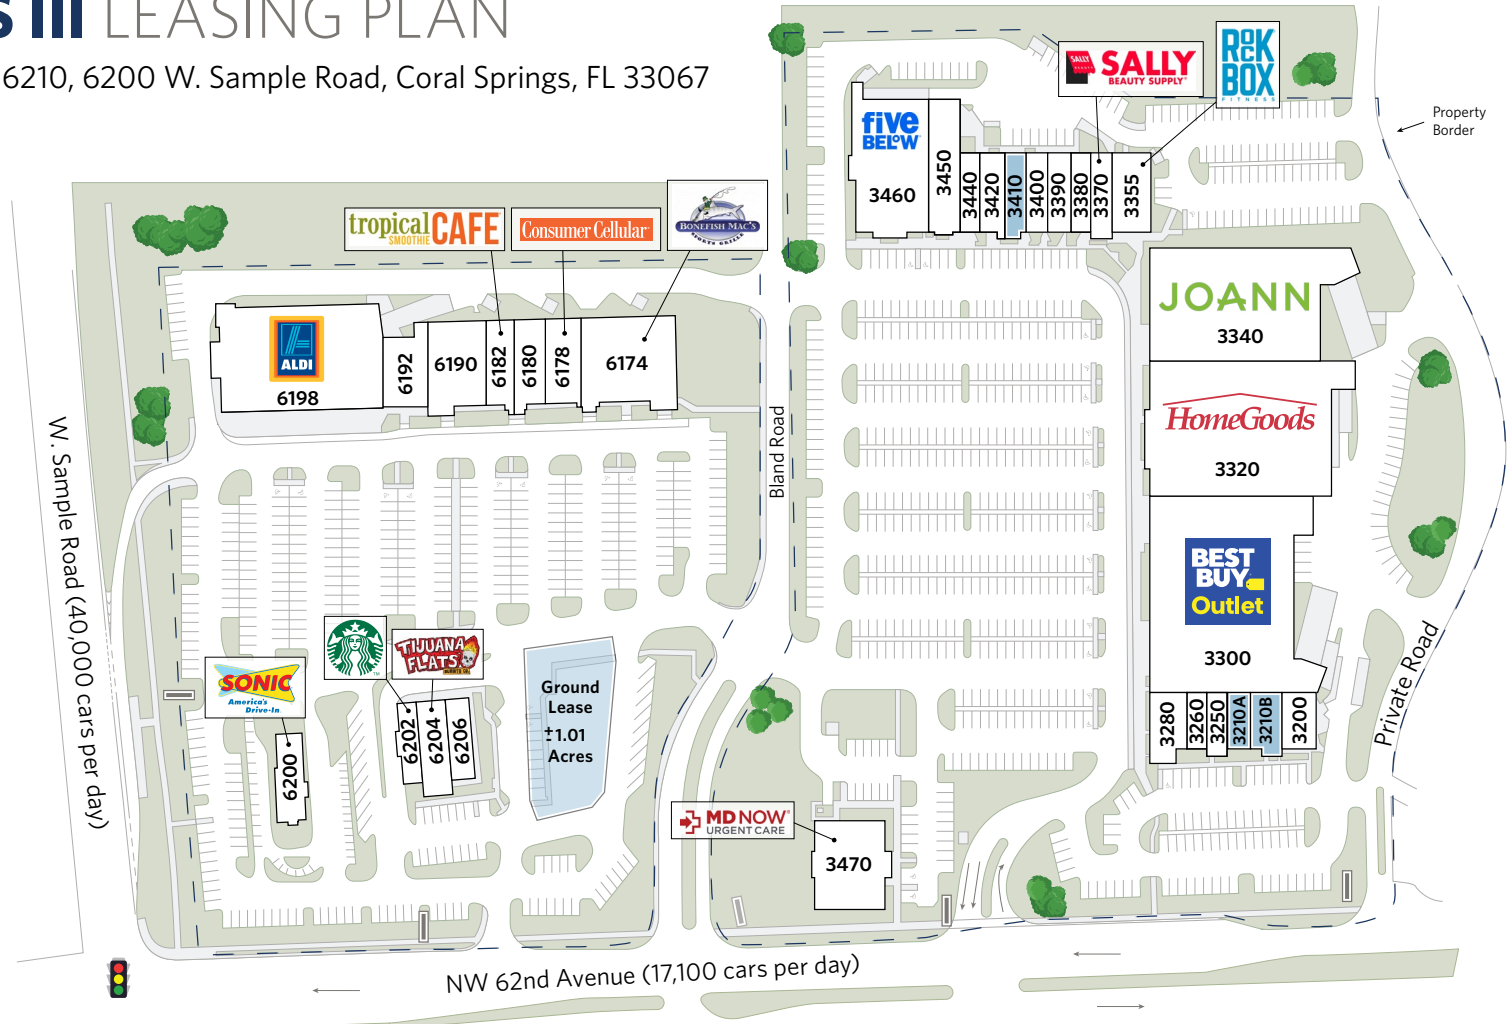 S III LEASING PLAN
6210, 6200 W. Sample Road, Coral Springs, FL 33067
SALLY
SALLY
BEAUTY SUPPLY
ROCK
BOX
FITNESS
Property
Border
five
BELOW
3460
3450
3440
3420
3410
3400
3390
3380
3370
3355
tropical
SMOOTHIE
CAFE
Consumer Cellular
BONEFISH MAC'S
SPORTS GRILLE
JOANN
3340
ALDI
6198
6192
6190
6182
6180
6178
6174
HomeGoods
3320
Bland Road
W. Sample Road (40,000 cars per day)
BEST
BUY
Outlet
3300
Private Road
TIJUANA
FLATS
SONIC
America's
Drive-In
Ground
Lease
±1.01
Acres
6202
6204
6206
6200
3280
3260
3250
3210A
3210B
3200
MD NOW
URGENT CARE
3470
NW 62nd Avenue (17,100 cars per day)